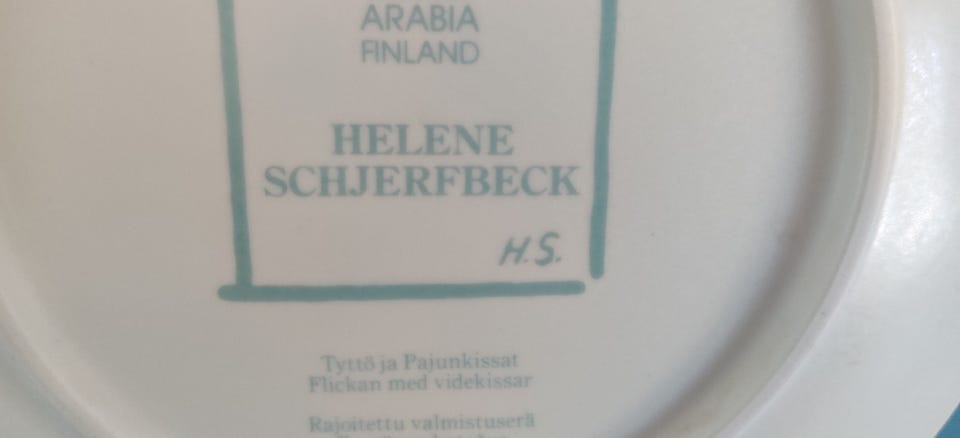 ARABIA
FINLAND
HELENE
SCHJERFBECK
H.S.
Tyttö ja Pajunkissat
Flickan med videkissar
Rajoitettu valmistuserä